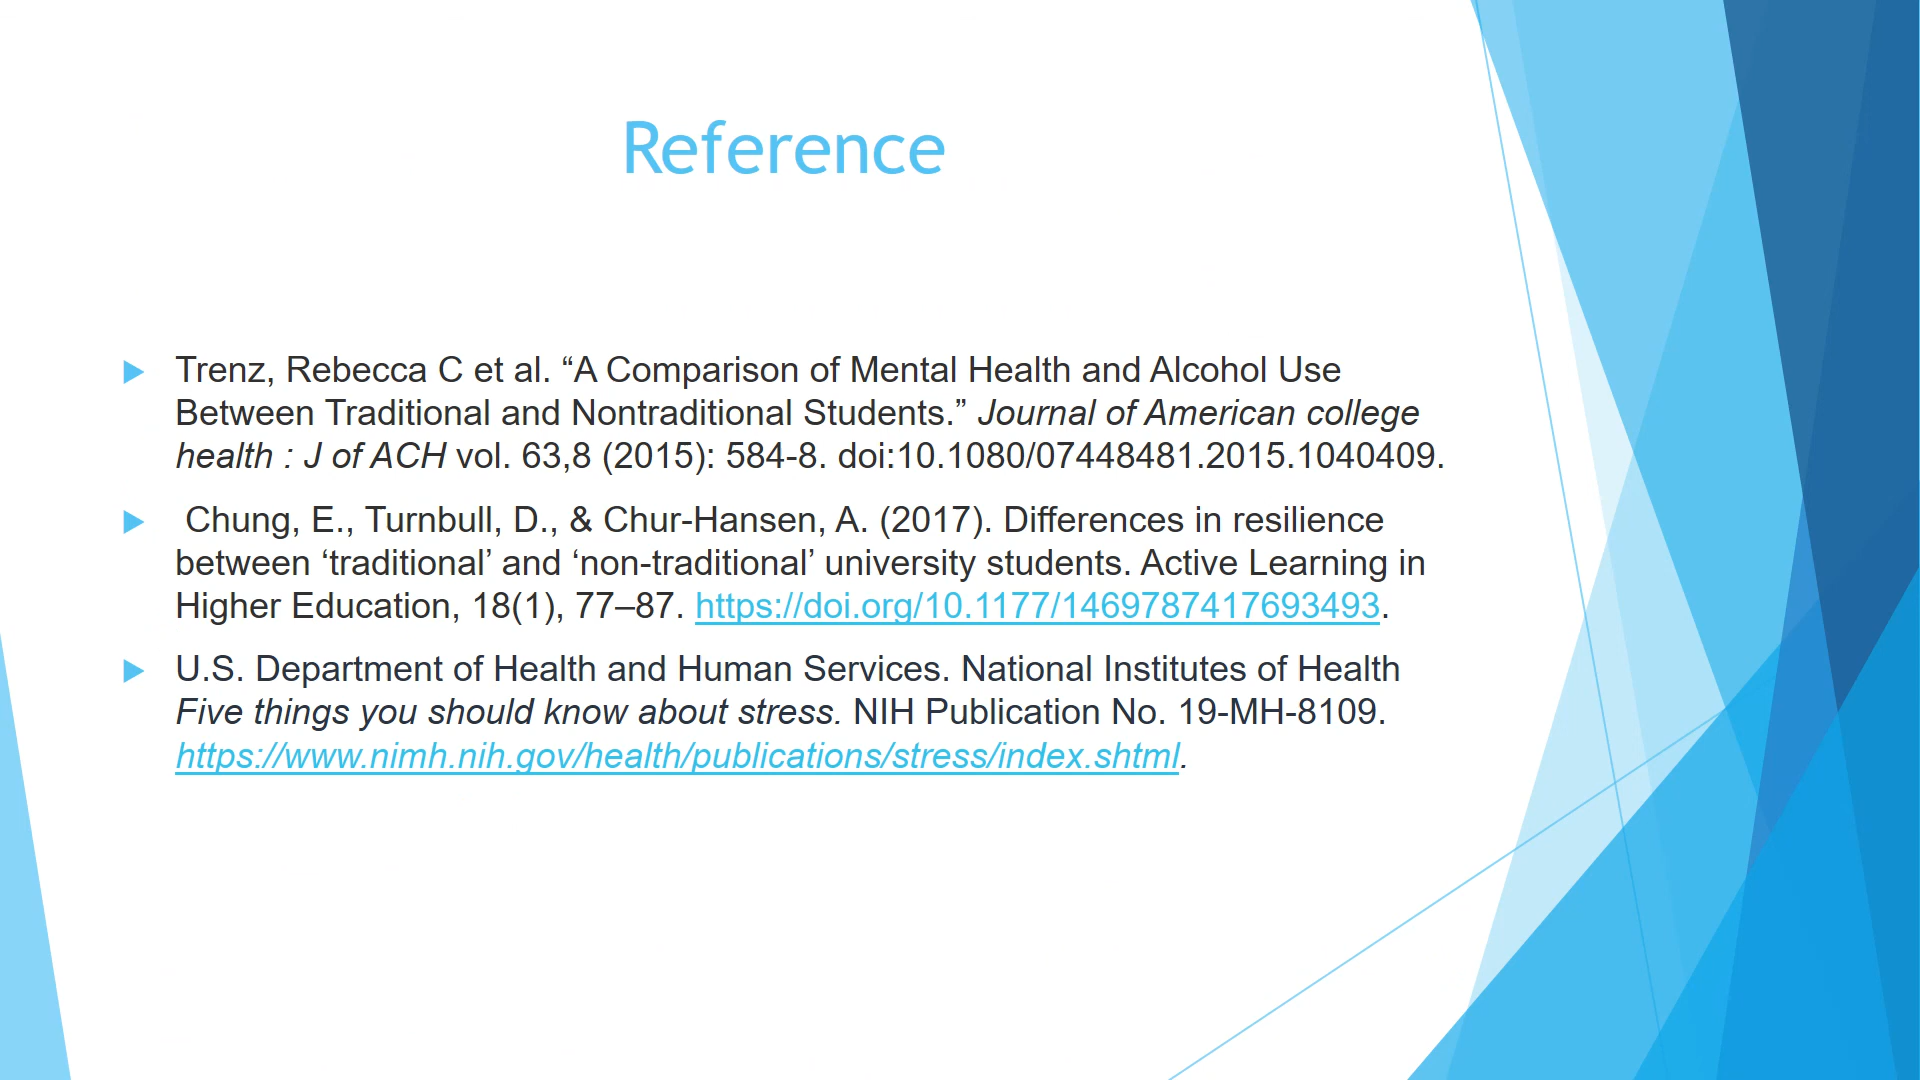 Reference
Trenz, Rebecca C et al. “A Comparison of Mental Health and Alcohol Use
Between Traditional and Nontraditional Students.” Journal of American college
health : J of ACH vol. 63,8 (2015): 584-8. doi:10.1080/07448481.2015.1040409.
Chung, E., Turnbull, D., & Chur-Hansen, A. (2017). Differences in resilience
between ‘traditional’ and ‘non-traditional’ university students. Active Learning in
Higher Education, 18(1), 77–87. https://doi.org/10.1177/1469787417693493.
U.S. Department of Health and Human Services. National Institutes of Health
Five things you should know about stress. NIH Publication No. 19-MH-8109.
https://www.nimh.nih.gov/health/publications/stress/index.shtml.